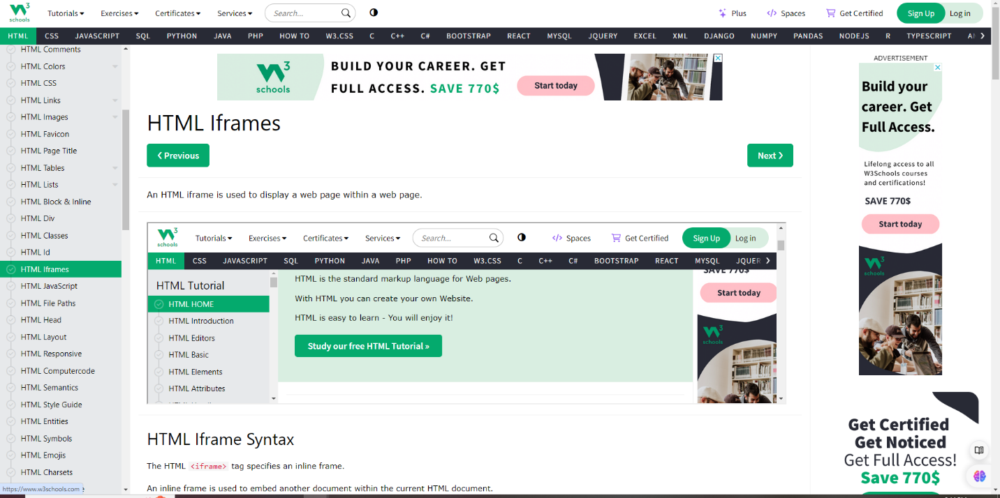 W3 schools
Tutorials Exercises Certificates Services Search... Plus </> Spaces Get Certified Sign Up Log in
HTML CSS JAVASCRIPT SQL PYTHON JAVA PHP HOW TO W3.CSS C C++ C# BOOTSTRAP REACT MYSQL JQUERY EXCEL XML DJANGO NUMPY PANDAS NODEJS R TYPESCRIPT
HTML Comments
HTML Colors
HTML CSS
HTML Links
HTML Images
HTML Favicon
HTML Page Title
HTML Tables
HTML Lists
HTML Block & Inline
HTML Div
HTML Classes
HTML Id
HTML Iframes
HTML JavaScript
HTML File Paths
HTML Head
HTML Layout
HTML Responsive
HTML Computercode
HTML Semantics
HTML Style Guide
HTML Entities
HTML Symbols
HTML Emojis
HTML Charsets
https://www.w3schools.com
W3 schools
BUILD YOUR CAREER. GET
FULL ACCESS. SAVE 770$
Start today
HTML Iframes
❮ Previous
Next ❯
An HTML iframe is used to display a web page within a web page.
W3 schools
Tutorials Exercises Certificates Services Search... </> Spaces Get Certified Sign Up Log in
HTML CSS JAVASCRIPT SQL PYTHON JAVA PHP HOW TO W3.CSS C C++ C# BOOTSTRAP REACT MYSQL JQUER
HTML Tutorial
HTML HOME
HTML Introduction
HTML Editors
HTML Basic
HTML Elements
HTML Attributes
HTML is the standard markup language for Web pages.
With HTML you can create your own Website.
HTML is easy to learn - You will enjoy it!
Study our free HTML Tutorial »
SAVE 770$
Start today
W3 schools
HTML Iframe Syntax
The HTML <iframe> tag specifies an inline frame.
An inline frame is used to embed another document within the current HTML document.
ADVERTISEMENT
Build your
career. Get
Full Access.
Lifelong access to all
W3Schools courses
and certifications!
SAVE 770$
Start today
W3 schools
Get Certified
Get Noticed
Get Full Access!
Save 770$